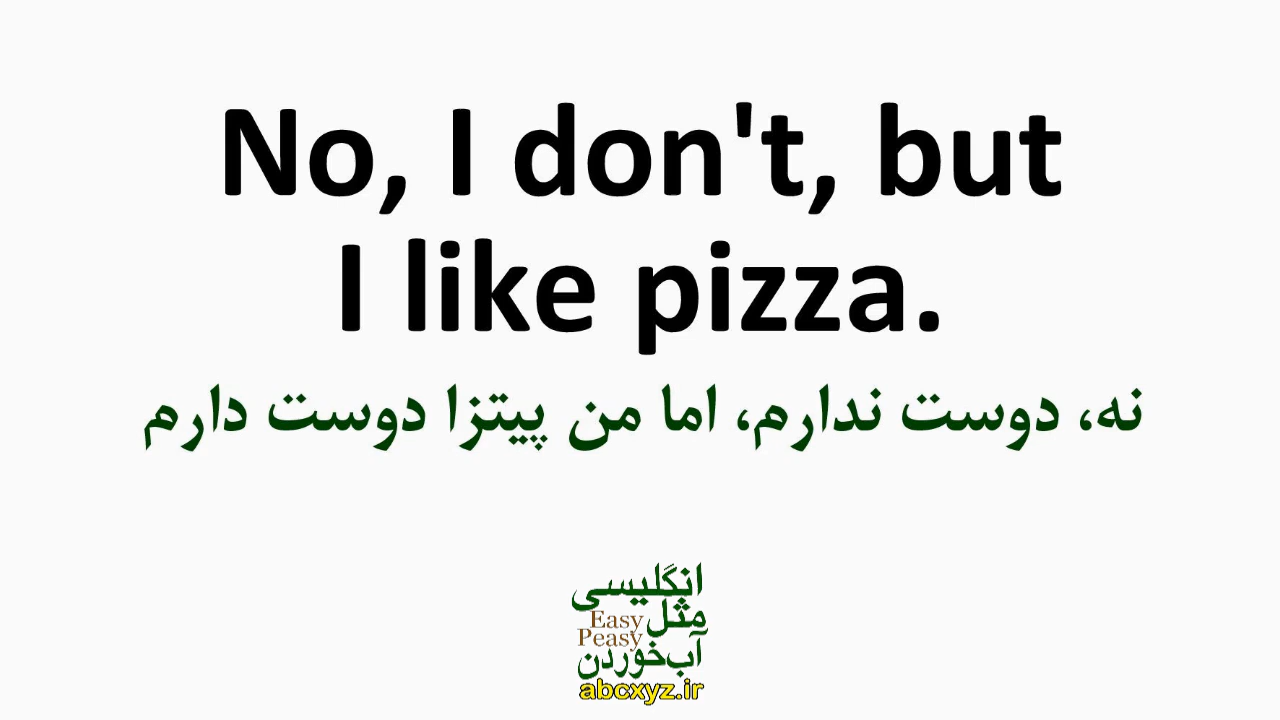 No, I don't, but
I like pizza.
نه، دوست ندارم، اما من پیتزا دوست دارم
انگلیسی
مثل Easy
Peasy
آب‌خوردن
abcxyz.ir